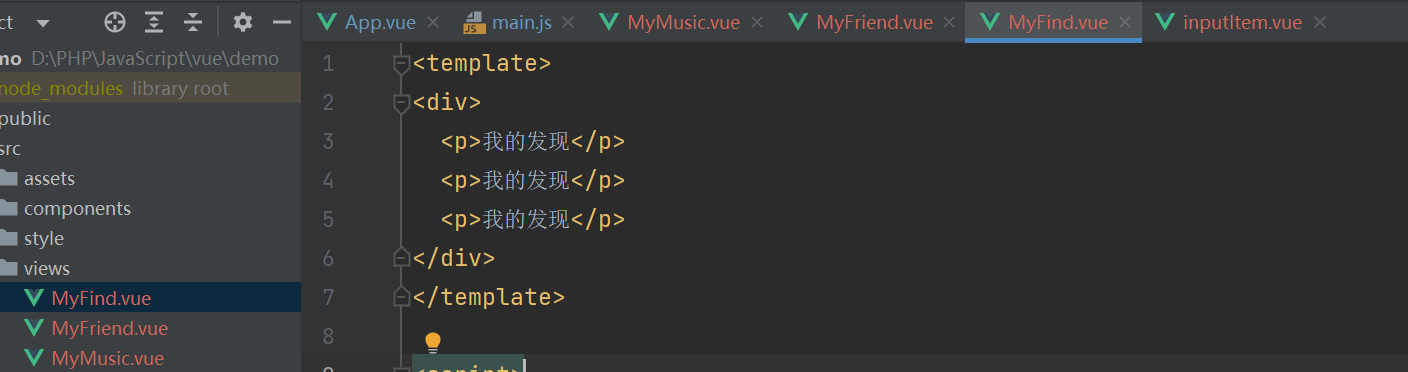 ct
App.vue
JS
main.js
MyMusic.vue
MyFriend.vue
MyFind.vue
inputItem.vue
mo D:\PHP\JavaScript\vue\demo
node_modules library root
public
src
assets
components
style
views
MyFind.vue
MyFriend.vue
MyMusic.vue
1 <template>
2 <div>
3 <p>我的发现</p>
4 <p>我的发现</p>
5 <p>我的发现</p>
6 </div>
7 </template>
8
9 <script>